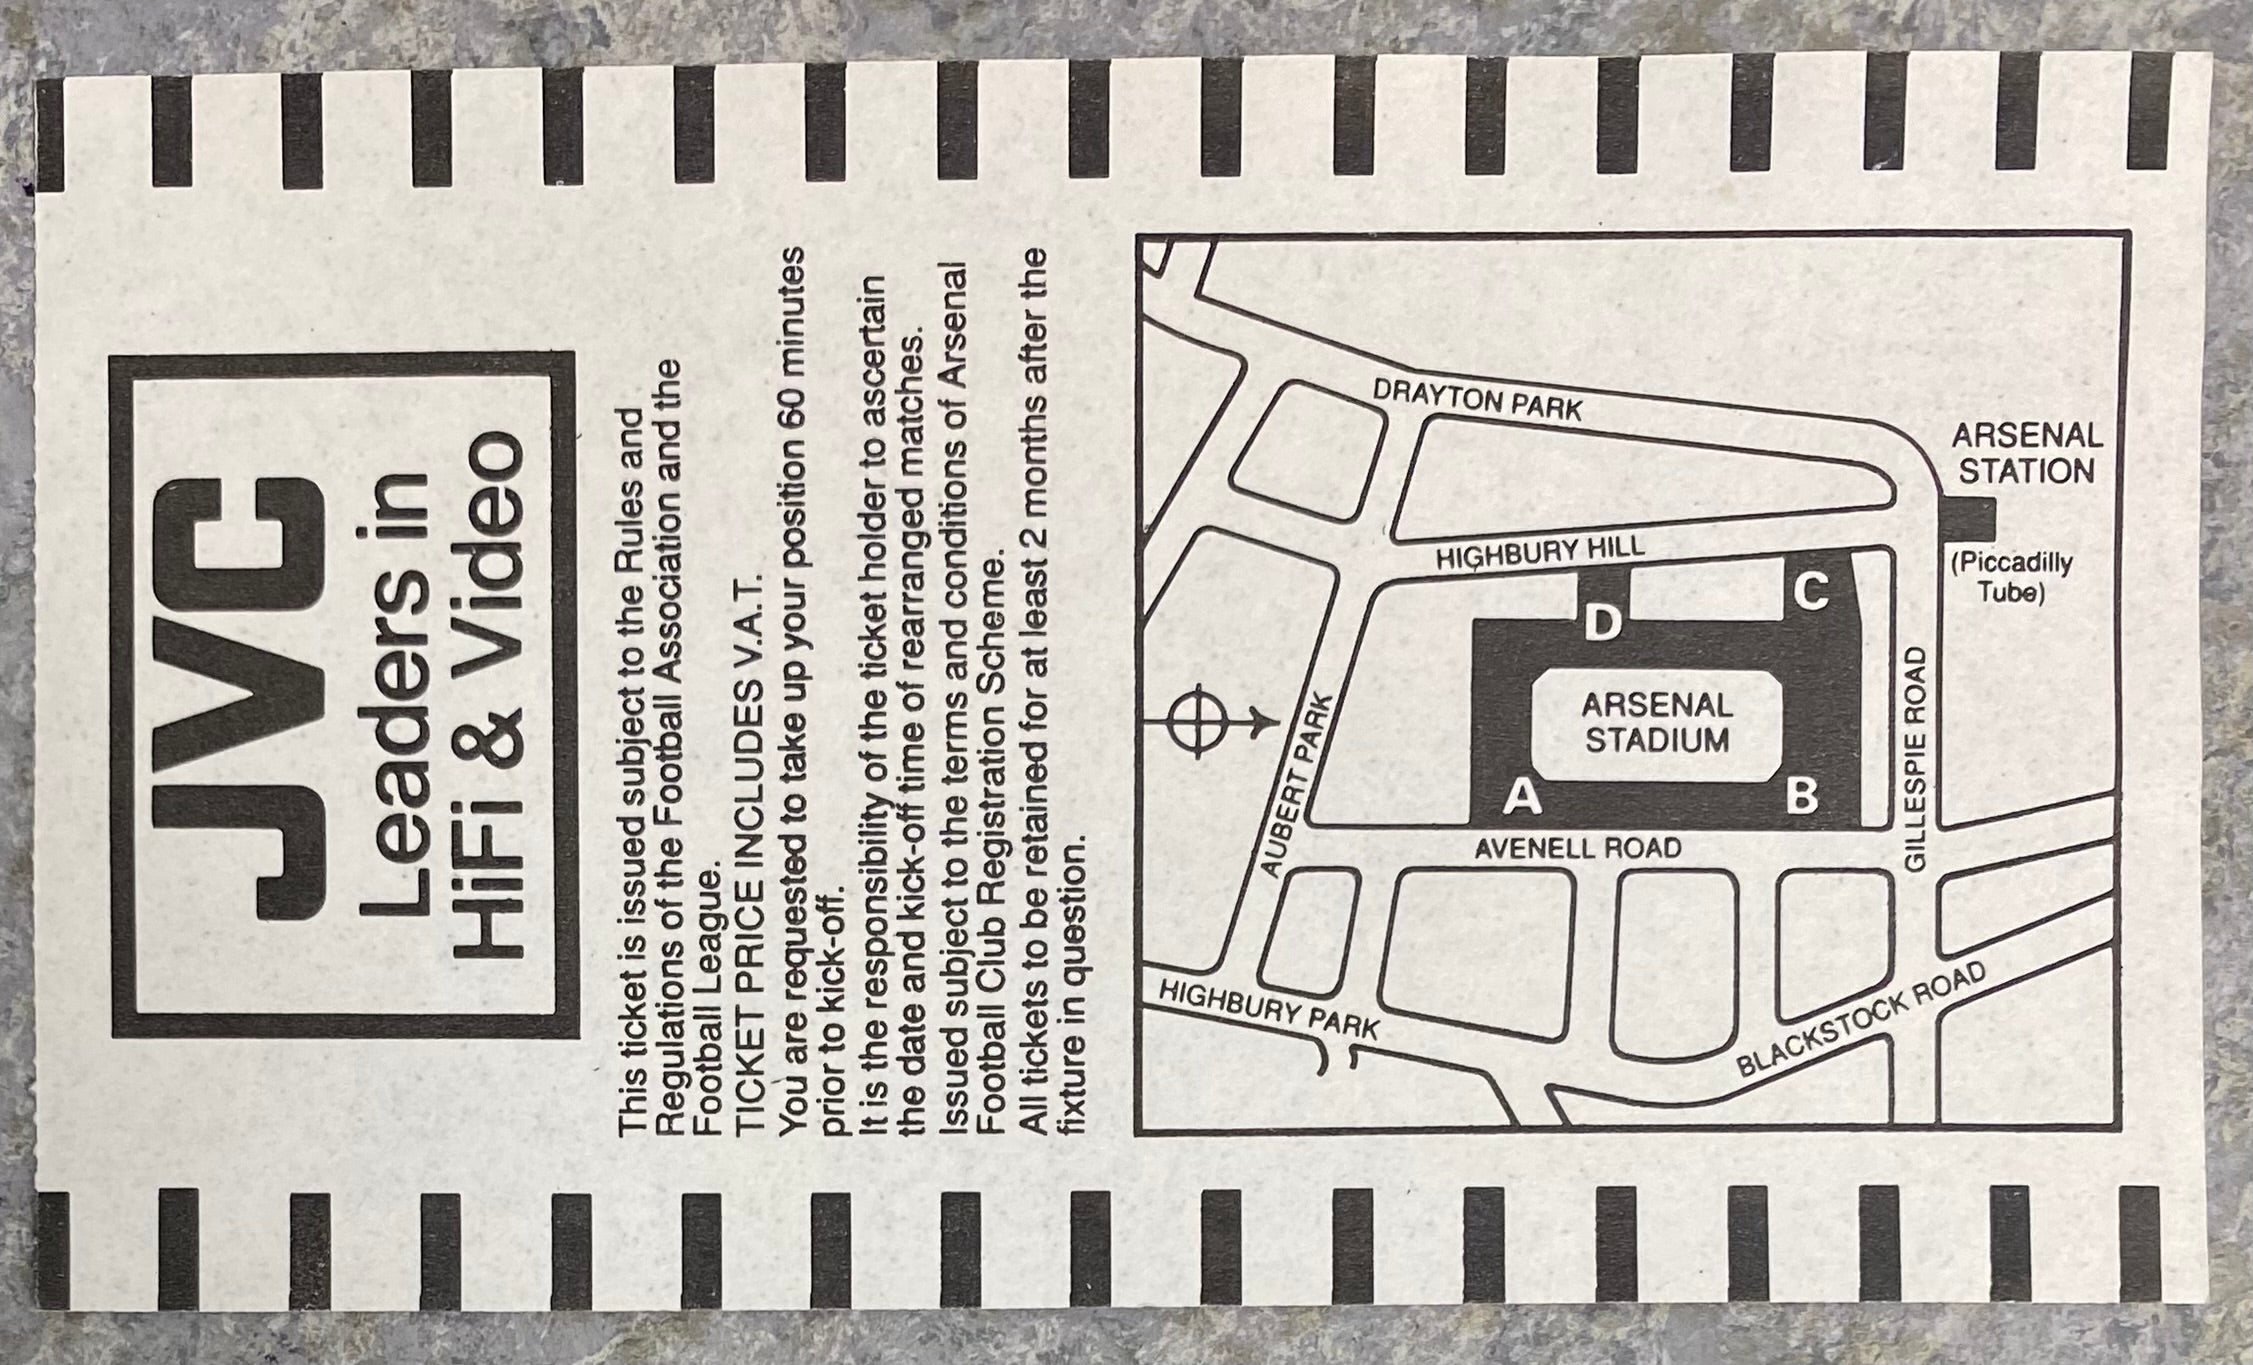 JVC
Leaders in
HiFi & Video
This ticket is issued subject to the Rules and
Regulations of the Football Association and the
Football League.
TICKET PRICE INCLUDES V.A.T.
You are requested to take up your position 60 minutes
prior to kick-off.
It is the responsibility of the ticket holder to ascertain
the date and kick-off time of rearranged matches.
Issued subject to the terms and conditions of Arsenal
Football Club Registration Scheme.
All tickets to be retained for at least 2 months after the
fixture in question.
DRAYTON PARK
ARSENAL
STATION
(Piccadilly
Tube)
HIGHBURY HILL
C
D
ARSENAL
STADIUM
A
B
AUBERT PARK
GILLESPIE ROAD
AVENELL ROAD
HIGHBURY PARK
BLACKSTOCK ROAD